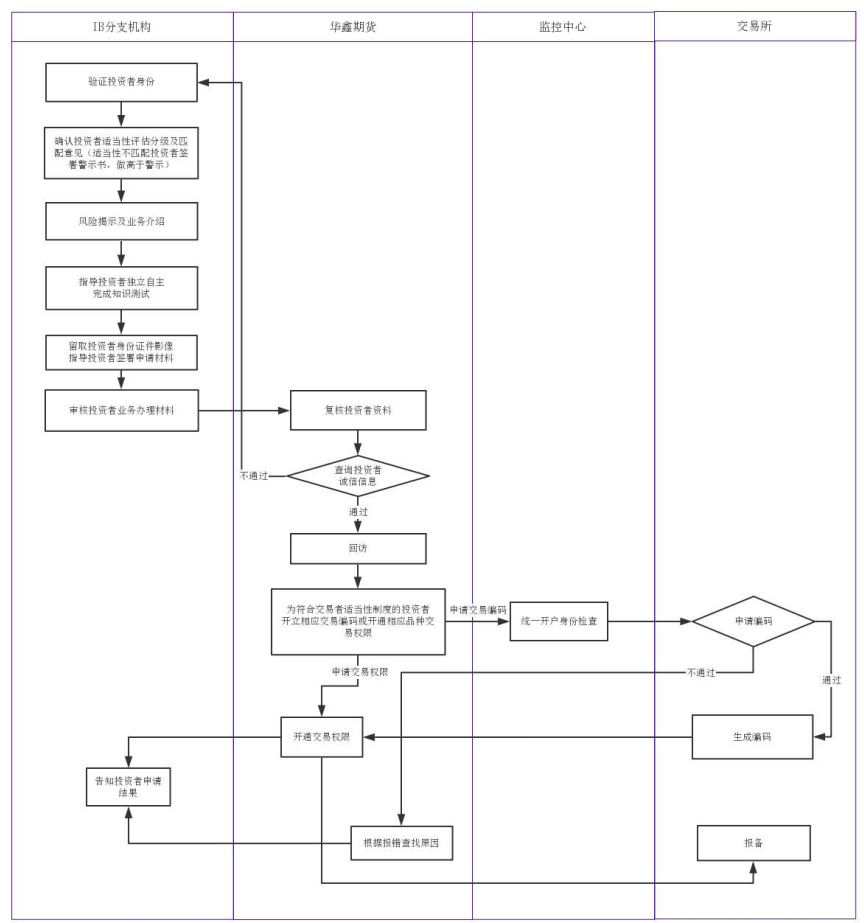 IB分支机构
华鑫期货
监控中心
交易所
验证投资者身份
确认投资者适当性评估分级及匹
配意见（适当性不匹配投资者签
署警示书，做高于警示）
风险揭示及业务介绍
指导投资者独立自主
完成知识测试
留取投资者身份证件影像
指导投资者签署申请材料
审核投资者业务办理材料
复核投资者资料
查询投资者
诚信信息
不通过
通过
回访
为符合交易者适当性制度的投资者
开立相应交易编码或开通相应品种交
易权限
申请交易编码
统一开户身份检查
申请编码
申请交易权限
不通过
通过
开通交易权限
生成编码
告知投资者申请
结果
根据报错查找原因
报备